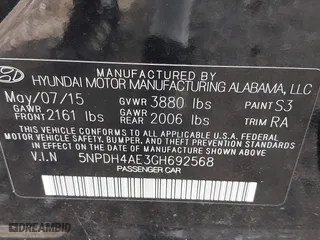 MANUFACTURED BY
HYUNDAI MOTOR MANUFACTURING ALABAMA, LLC
May/07/15 GVWR 3880 lbs PAINT S3
GAWR FRONT 2161 lbs GAWR REAR 2006 lbs TRIM RA
THIS VEHICLE CONFORMS TO ALL APPLICABLE U.S.A. FEDERAL
MOTOR VEHICLE SAFETY, BUMPER, AND THEFT PREVENTION STANDARDS
IN EFFECT ON THE DATE OF MANUFACTURE SHOWN ABOVE.
V.I.N 5NPDH4AE3GH692568
PASSENGER CAR
DREAMBID